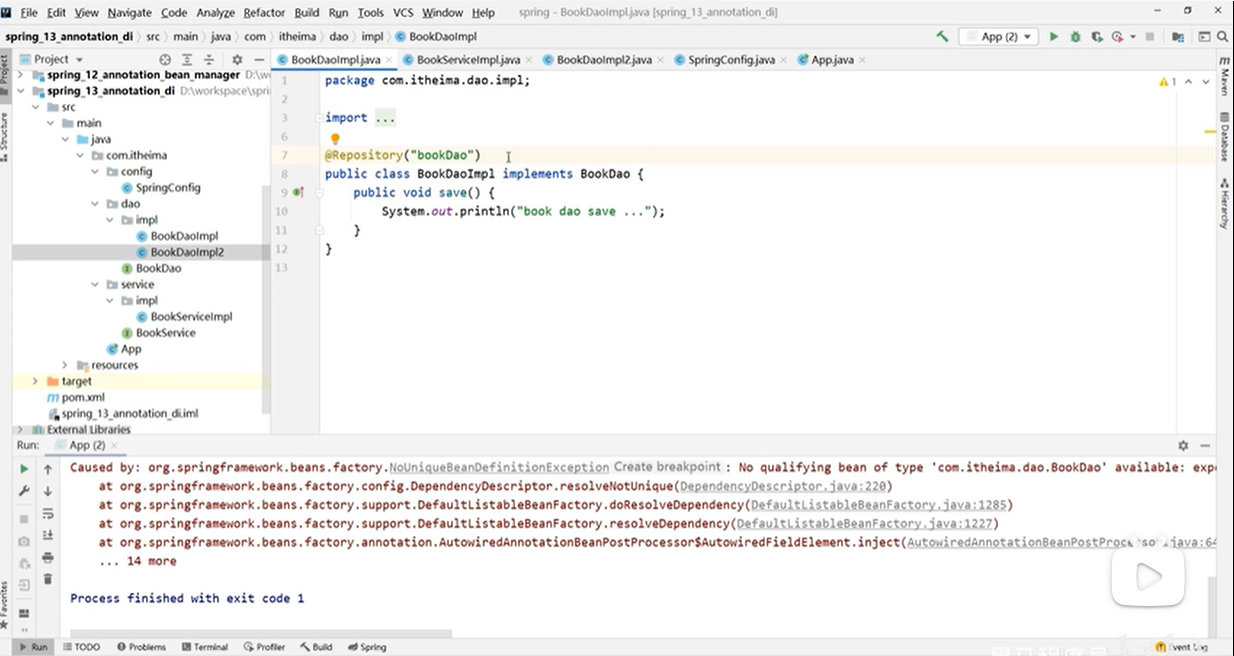 File Edit View Navigate Code Analyze Refactor Build Run Tools VCS Window Help spring - BookDaoImpl.java [spring_13_annotation_di]
spring_13_annotation_di src main java com itheima dao impl BookDaoImpl App (2)
Project
BookDaoImpl.java BookServiceImpl.java BookDaoImpl2.java SpringConfig.java App.java
spring_12_annotation_bean_manager
spring_13_annotation_di D:\workspace\spri
src
main
java
com.itheima
config
SpringConfig
dao
impl
BookDaoImpl
BookDaoImpl2
BookDao
service
impl
BookServiceImpl
BookService
App
resources
target
pom.xml
spring_13_annotation_di.iml
External Libraries
1 package com.itheima.dao.impl;
2
3 import ...
6
7 @Repository("bookDao")
8 public class BookDaoImpl implements BookDao {
9 public void save() {
10 System.out.println("book dao save ...");
11 }
12 }
13
1
Project
Structure
Favorites
Maven
Database
Hierarchy
Run: App (2)
Caused by: org.springframework.beans.factory.NoUniqueBeanDefinitionException Create breakpoint : No qualifying bean of type 'com.itheima.dao.BookDao' available: expe
at org.springframework.beans.factory.config.DependencyDescriptor.resolveNotUnique(DependencyDescriptor.java:220)
at org.springframework.beans.factory.support.DefaultListableBeanFactory.doResolveDependency(DefaultListableBeanFactory.java:1285)
at org.springframework.beans.factory.support.DefaultListableBeanFactory.resolveDependency(DefaultListableBeanFactory.java:1227)
at org.springframework.beans.factory.annotation.AutowiredAnnotationBeanPostProcessor$AutowiredFieldElement.inject(AutowiredAnnotationBeanPostProcessor.java:64
... 14 more
Process finished with exit code 1
Run TODO Problems Terminal Profiler Build Spring Event Log